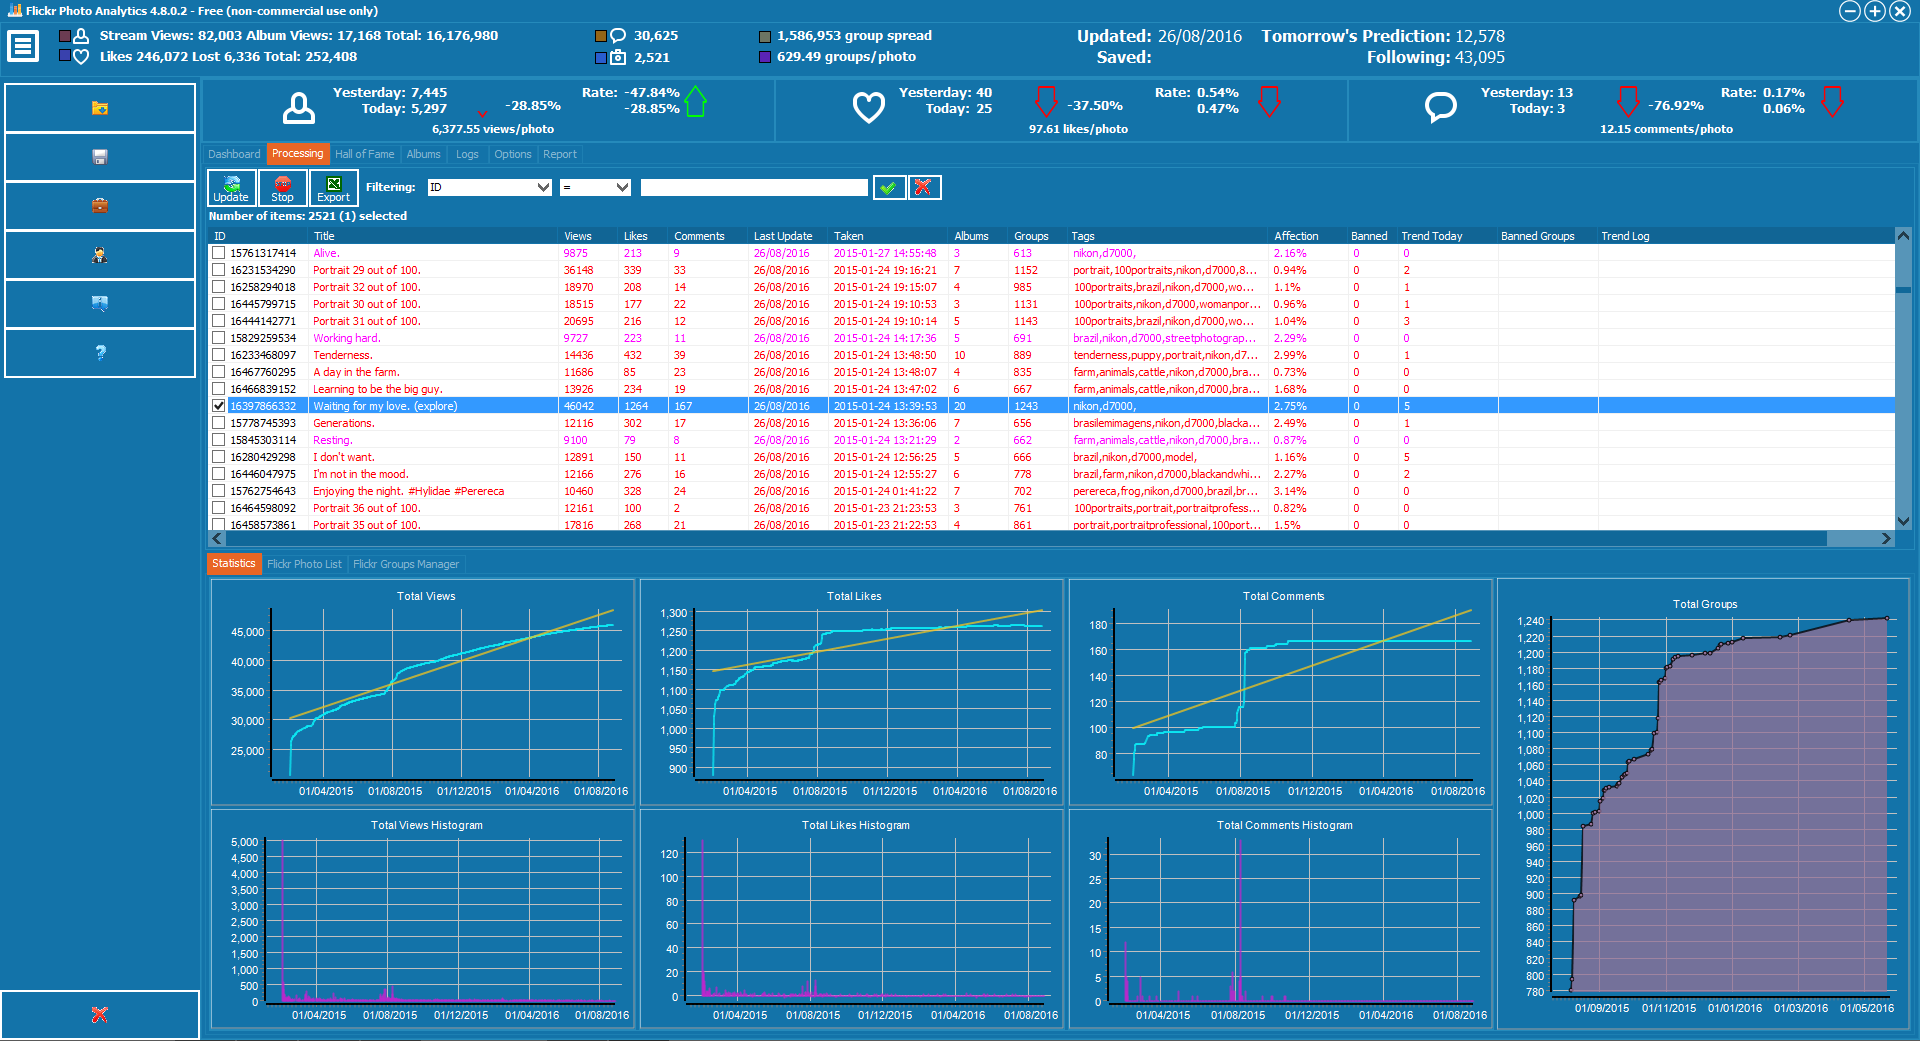 Flickr Photo Analytics 4.8.0.2 - Free (non-commercial use only)
Stream Views: 82,003 Album Views: 17,168 Total: 16,176,980
Likes 246,072 Lost 6,336 Total: 252,408
30,625
2,521
1,586,953 group spread
629.49 groups/photo
Updated: 26/08/2016 Tomorrow's Prediction: 12,578
Saved: Following: 43,095
Yesterday: 7,445
Today: 5,297
-28.85%
Rate: -47.84%
-28.85%
6,377.55 views/photo
Yesterday: 40
Today: 25
-37.50%
Rate: 0.54%
0.47%
97.61 likes/photo
Yesterday: 13
Today: 3
-76.92%
Rate: 0.17%
0.06%
12.15 comments/photo
Dashboard Processing Hall of Fame Albums Logs Options Report
Update Stop Export Filtering: ID =
Number of items: 2521 (1) selected
ID Title Views Likes Comments Last Update Taken Albums Groups Tags Affection Banned Trend Today Banned Groups Trend Log
15761317414 Alive. 9875 213 9 26/08/2016 2015-01-27 14:55:48 3 613 nikon,d7000, 2.16% 0 0
16231534290 Portrait 29 out of 100. 36148 339 33 26/08/2016 2015-01-24 19:16:21 7 1152 portrait,100portraits,nikon,d7000,8... 0.94% 0 2
16258294018 Portrait 32 out of 100. 18970 208 14 26/08/2016 2015-01-24 19:15:07 4 985 100portraits,brazil,nikon,d7000,wo... 1.1% 0 1
16445799715 Portrait 30 out of 100. 18515 177 22 26/08/2016 2015-01-24 19:10:53 3 1131 100portraits,nikon,d7000,womanpor... 0.96% 0 1
16444142771 Portrait 31 out of 100. 20695 216 12 26/08/2016 2015-01-24 19:10:14 5 1143 100portraits,brazil,nikon,d7000,wo... 1.04% 0 3
15829259534 Working hard. 9727 223 11 26/08/2016 2015-01-24 14:17:36 5 691 brazil,nikon,d7000,streetphotograp... 2.29% 0 0
16233468097 Tenderness. 14436 432 39 26/08/2016 2015-01-24 13:48:50 10 889 tenderness,puppy,portrait,nikon,d7... 2.99% 0 1
16467760295 A day in the farm. 11686 85 23 26/08/2016 2015-01-24 13:48:07 4 835 farm,animals,cattle,nikon,d7000,bra... 0.73% 0 0
16466839152 Learning to be the big guy. 13926 234 19 26/08/2016 2015-01-24 13:47:02 6 667 farm,animals,cattle,nikon,d7000,bra... 1.68% 0 0
16397866332 Waiting for my love. (explore) 46042 1264 167 26/08/2016 2015-01-24 13:39:53 20 1243 nikon,d7000, 2.75% 0 5
15778745393 Generations. 12116 302 17 26/08/2016 2015-01-24 13:36:06 7 656 brasilemimagens,nikon,d7000,blacka... 2.49% 0 1
15845303114 Resting. 9100 79 8 26/08/2016 2015-01-24 13:21:29 2 662 farm,animals,cattle,nikon,d7000,bra... 0.87% 0 0
16280429298 I don't want. 12891 150 11 26/08/2016 2015-01-24 12:56:25 5 666 brazil,nikon,d7000,model, 1.16% 0 5
16446047975 I'm not in the mood. 12166 276 16 26/08/2016 2015-01-24 12:55:27 6 778 brazil,farm,nikon,d7000,blackandwhi... 2.27% 0 2
15762754643 Enjoying the night. #Hylidae #Perereca 10460 328 24 26/08/2016 2015-01-24 01:41:22 7 702 perereca,frog,nikon,d7000,brazil,br... 3.14% 0 0
16464598092 Portrait 36 out of 100. 12161 100 2 26/08/2016 2015-01-23 21:23:53 3 761 100portraits,portrait,portraitprofess... 0.82% 0 0
16458573861 Portrait 35 out of 100. 17816 268 21 26/08/2016 2015-01-23 21:22:53 4 861 portrait,portraitprofessional,100port... 1.5% 0 0
Statistics Flickr Photo List Flickr Groups Manager
Total Views
45,000
40,000
35,000
30,000
25,000
01/04/2015 01/08/2015 01/12/2015 01/04/2016 01/08/2016
Total Likes
1,300
1,250
1,200
1,150
1,100
1,050
1,000
950
900
01/04/2015 01/08/2015 01/12/2015 01/04/2016 01/08/2016
Total Comments
180
160
140
120
100
80
01/04/2015 01/08/2015 01/12/2015 01/04/2016 01/08/2016
Total Groups
1,240
1,220
1,200
1,180
1,160
1,140
1,120
1,100
1,080
1,060
1,040
1,020
1,000
980
960
940
920
900
880
860
840
820
800
780
01/09/2015 01/11/2015 01/01/2016 01/03/2016 01/05/2016
Total Views Histogram
5,000
4,500
4,000
3,500
3,000
2,500
2,000
1,500
1,000
500
0
01/04/2015 01/08/2015 01/12/2015 01/04/2016 01/08/2016
Total Likes Histogram
120
100
80
60
40
20
0
01/04/2015 01/08/2015 01/12/2015 01/04/2016 01/08/2016
Total Comments Histogram
30
25
20
15
10
5
0
01/04/2015 01/08/2015 01/12/2015 01/04/2016 01/08/2016